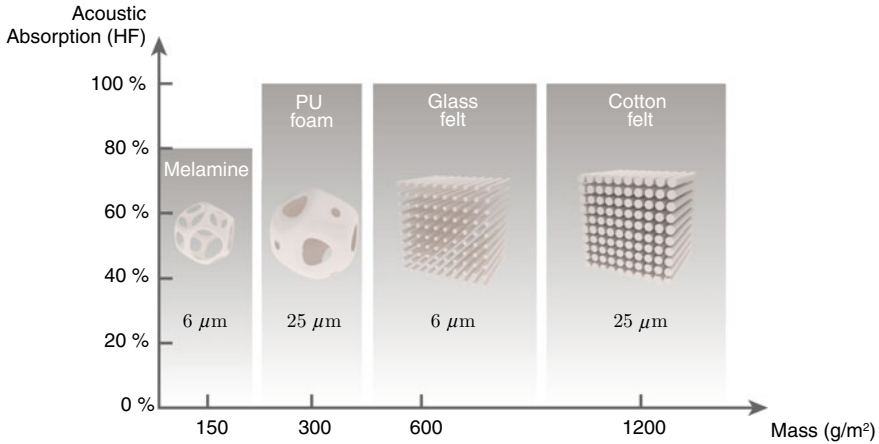 Acoustic
Absorption (HF)
100 %
80 %
60 %
40 %
20 %
0 %
Melamine
PU
foam
Glass
felt
Cotton
felt
6 μm
25 μm
6 μm
25 μm
150
300
600
1200
Mass (g/m²)